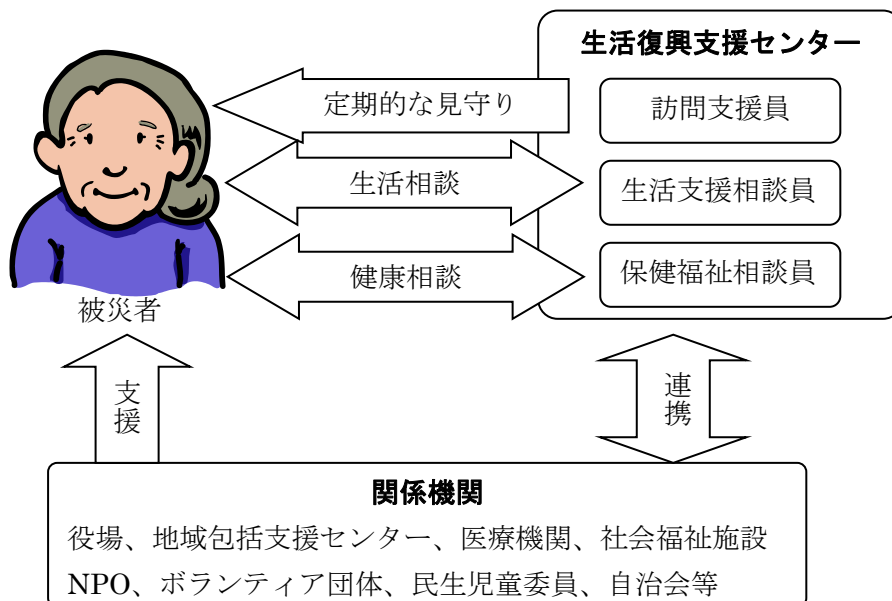 生活復興支援センター
定期的な見守り
訪問支援員
生活相談
生活支援相談員
健康相談
保健福祉相談員
被災者
支援
連携
関係機関
役場、地域包括支援センター、医療機関、社会福祉施設
NPO、ボランティア団体、民生児童委員、自治会等